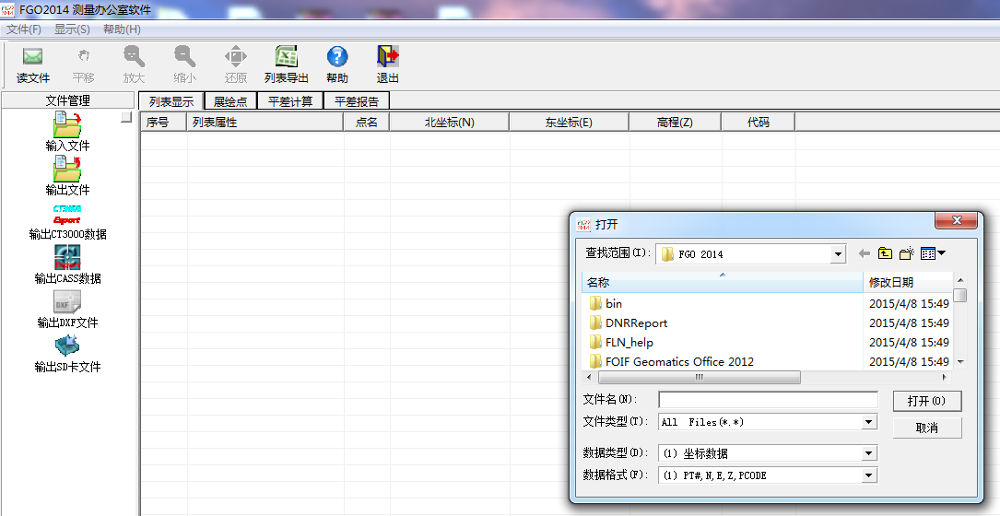 FGO2014 测量办公室软件
文件(F) 显示(S) 帮助(H)
读文件 平移 放大 缩小 还原 列表导出 帮助 退出
文件管理
列表显示 展绘点 平差计算 平差报告
序号 列表属性 点名 北坐标(N) 东坐标(E) 高程(Z) 代码
输入文件
输出文件
Export
输出CT3000数据
输出CASS数据
DXF
输出DXF文件
输出SD卡文件
打开
查找范围(I): FGO 2014
名称 修改日期
bin 2015/4/8 15:49
DNRReport 2015/4/8 15:49
FLN_help 2015/4/8 15:49
FOIF Geomatics Office 2012 2015/4/8 15:49
文件名(N): 打开(O)
文件类型(T): All Files(*.*) 取消
数据类型(D): (1) 坐标数据
数据格式(F): (1) PT#,N,E,Z,PCODE